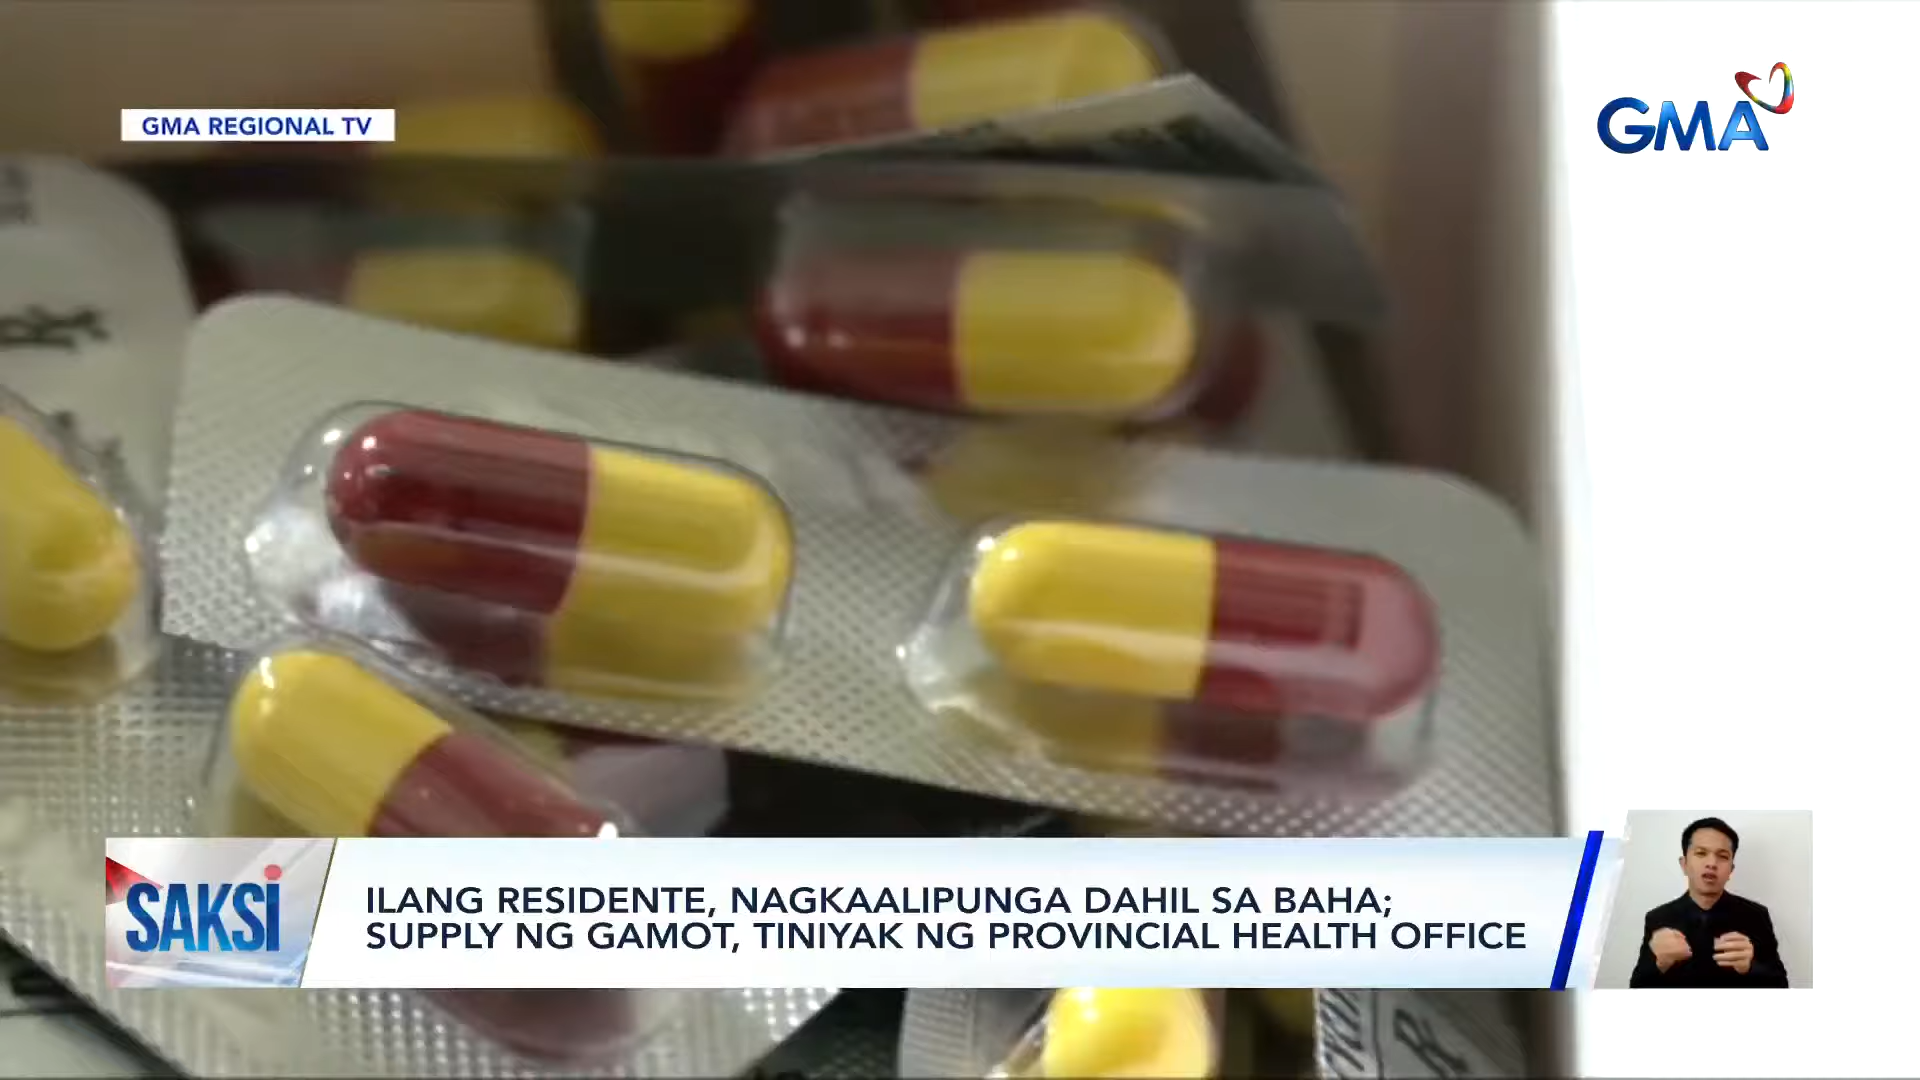 GMA REGIONAL TV
GMA
SAKSI
ILANG RESIDENTE, NAGKAALIPUNGA DAHIL SA BAHA;
SUPPLY NG GAMOT, TINIYAK NG PROVINCIAL HEALTH OFFICE